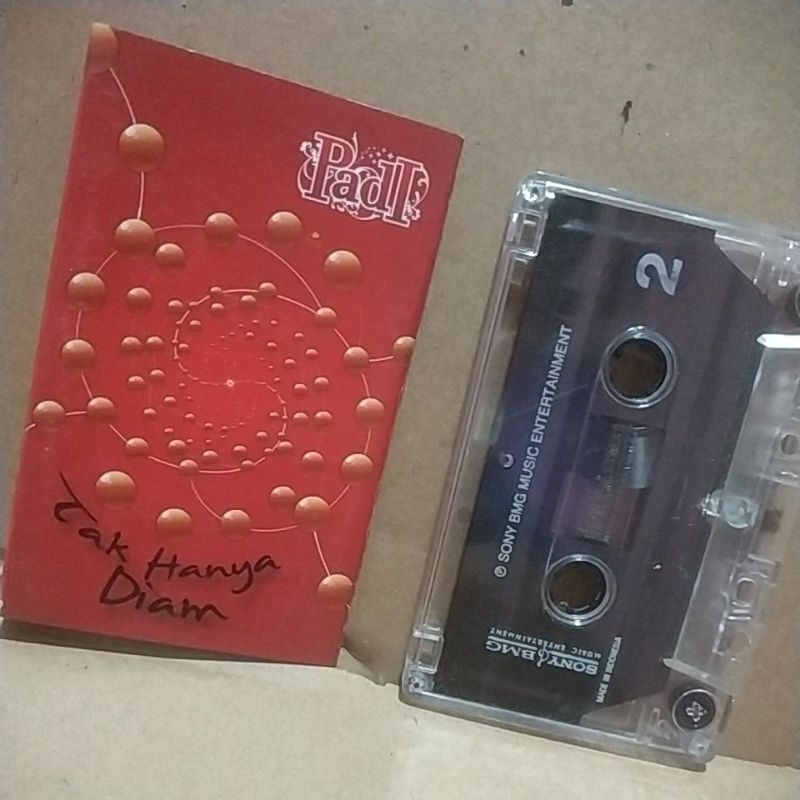 PadI
Tak Hanya
Diam
2
℗ SONY BMG MUSIC ENTERTAINMENT
SONY BMG
MUSIC ENTERTAINMENT
MADE IN INDONESIA